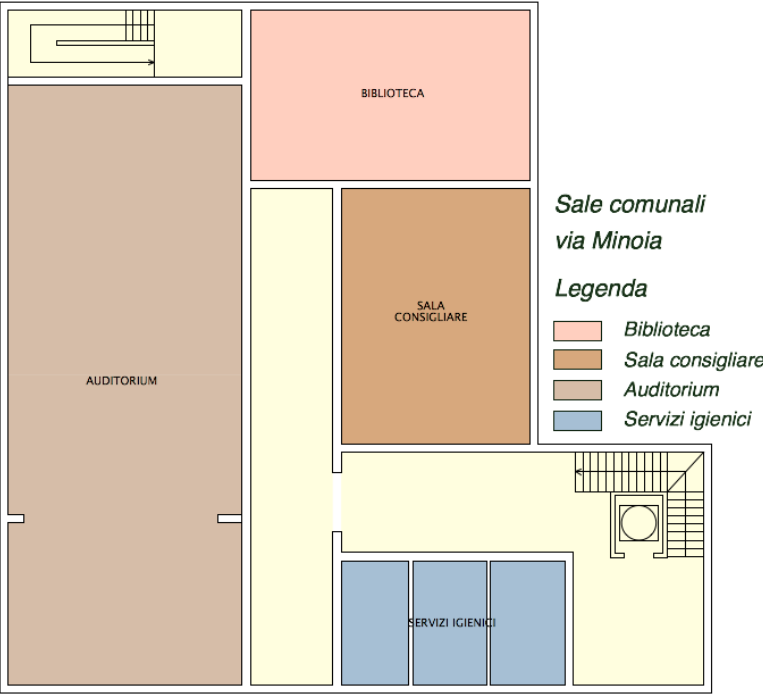 BIBLIOTECA
Sale comunali
via Minoia
Legenda
Biblioteca
Sala consigliare
Auditorium
Servizi igienici
SALA
CONSIGLIARE
AUDITORIUM
SERVIZI IGIENICI